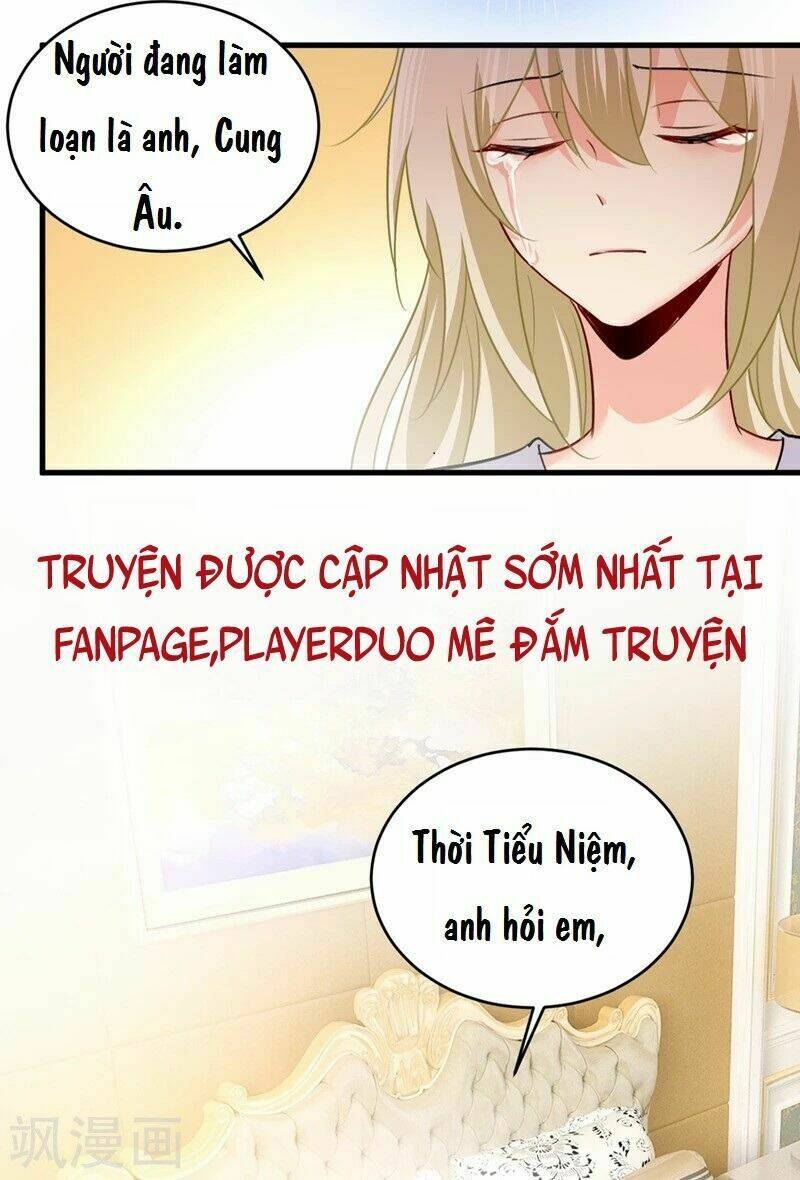 Người đang làm
loạn là anh, Cung
Âu.
TRUYỆN ĐƯỢC CẬP NHẬT SỚM NHẤT TẠI
FANPAGE,PLAYERDUO MÊ ĐẮM TRUYỆN
Thời Tiểu Niệm,
anh hỏi em,
飒漫画